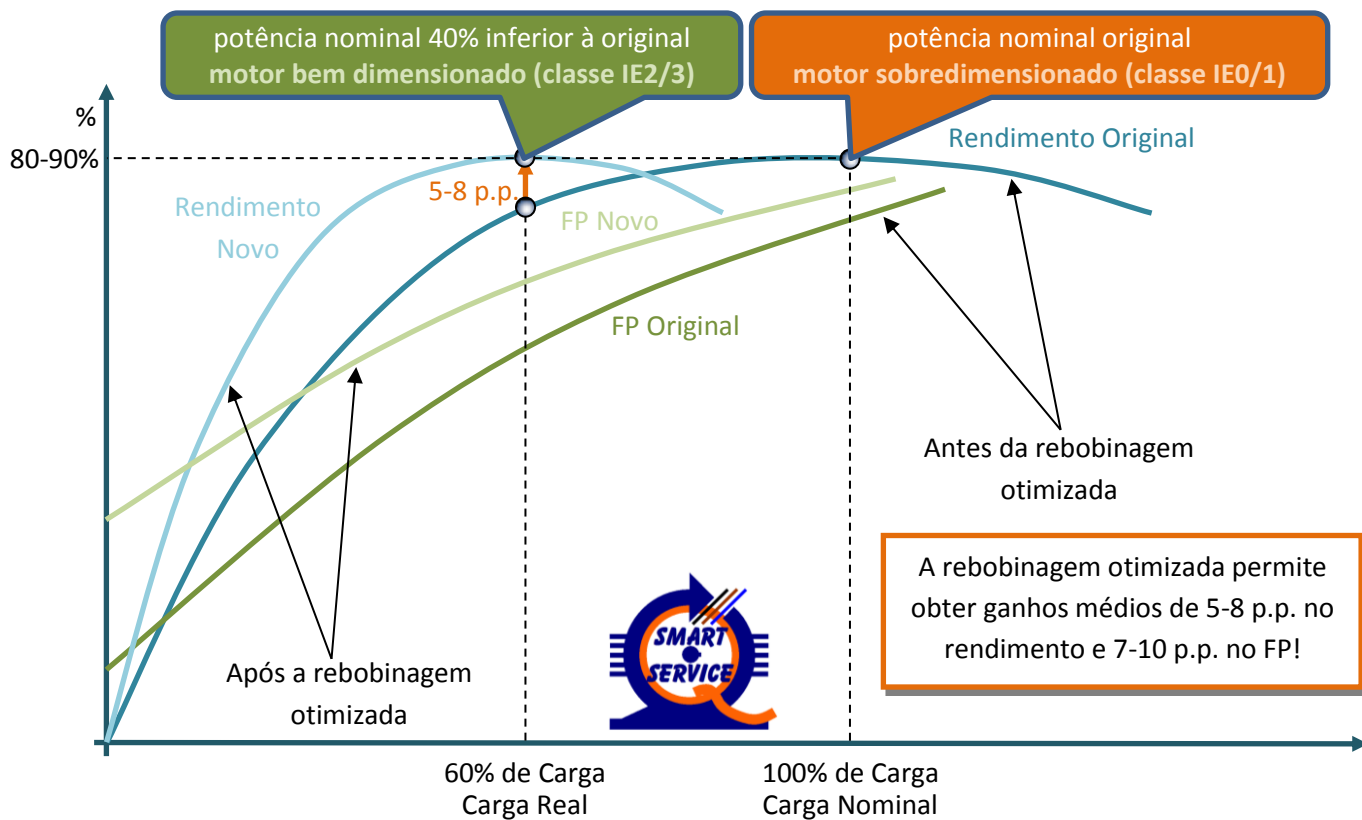 potência nominal 40% inferior à original
motor bem dimensionado (classe IE2/3)
potência nominal original
motor sobredimensionado (classe IE0/1)
%
80-90%
Rendimento Original
5-8 p.p.
Rendimento
Novo
FP Novo
FP Original
Antes da rebobinagem
otimizada
A rebobinagem otimizada permite
obter ganhos médios de 5-8 p.p. no
rendimento e 7-10 p.p. no FP!
SMART
SERVICE
Após a rebobinagem
otimizada
60% de Carga
Carga Real
100% de Carga
Carga Nominal